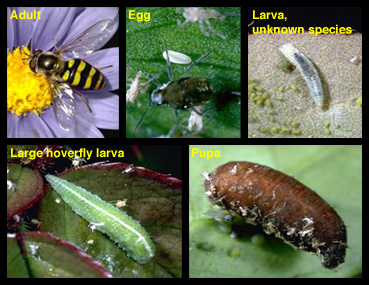 Adult
Egg
Larva,
unknown species
Large hoverfly larva
Pupa